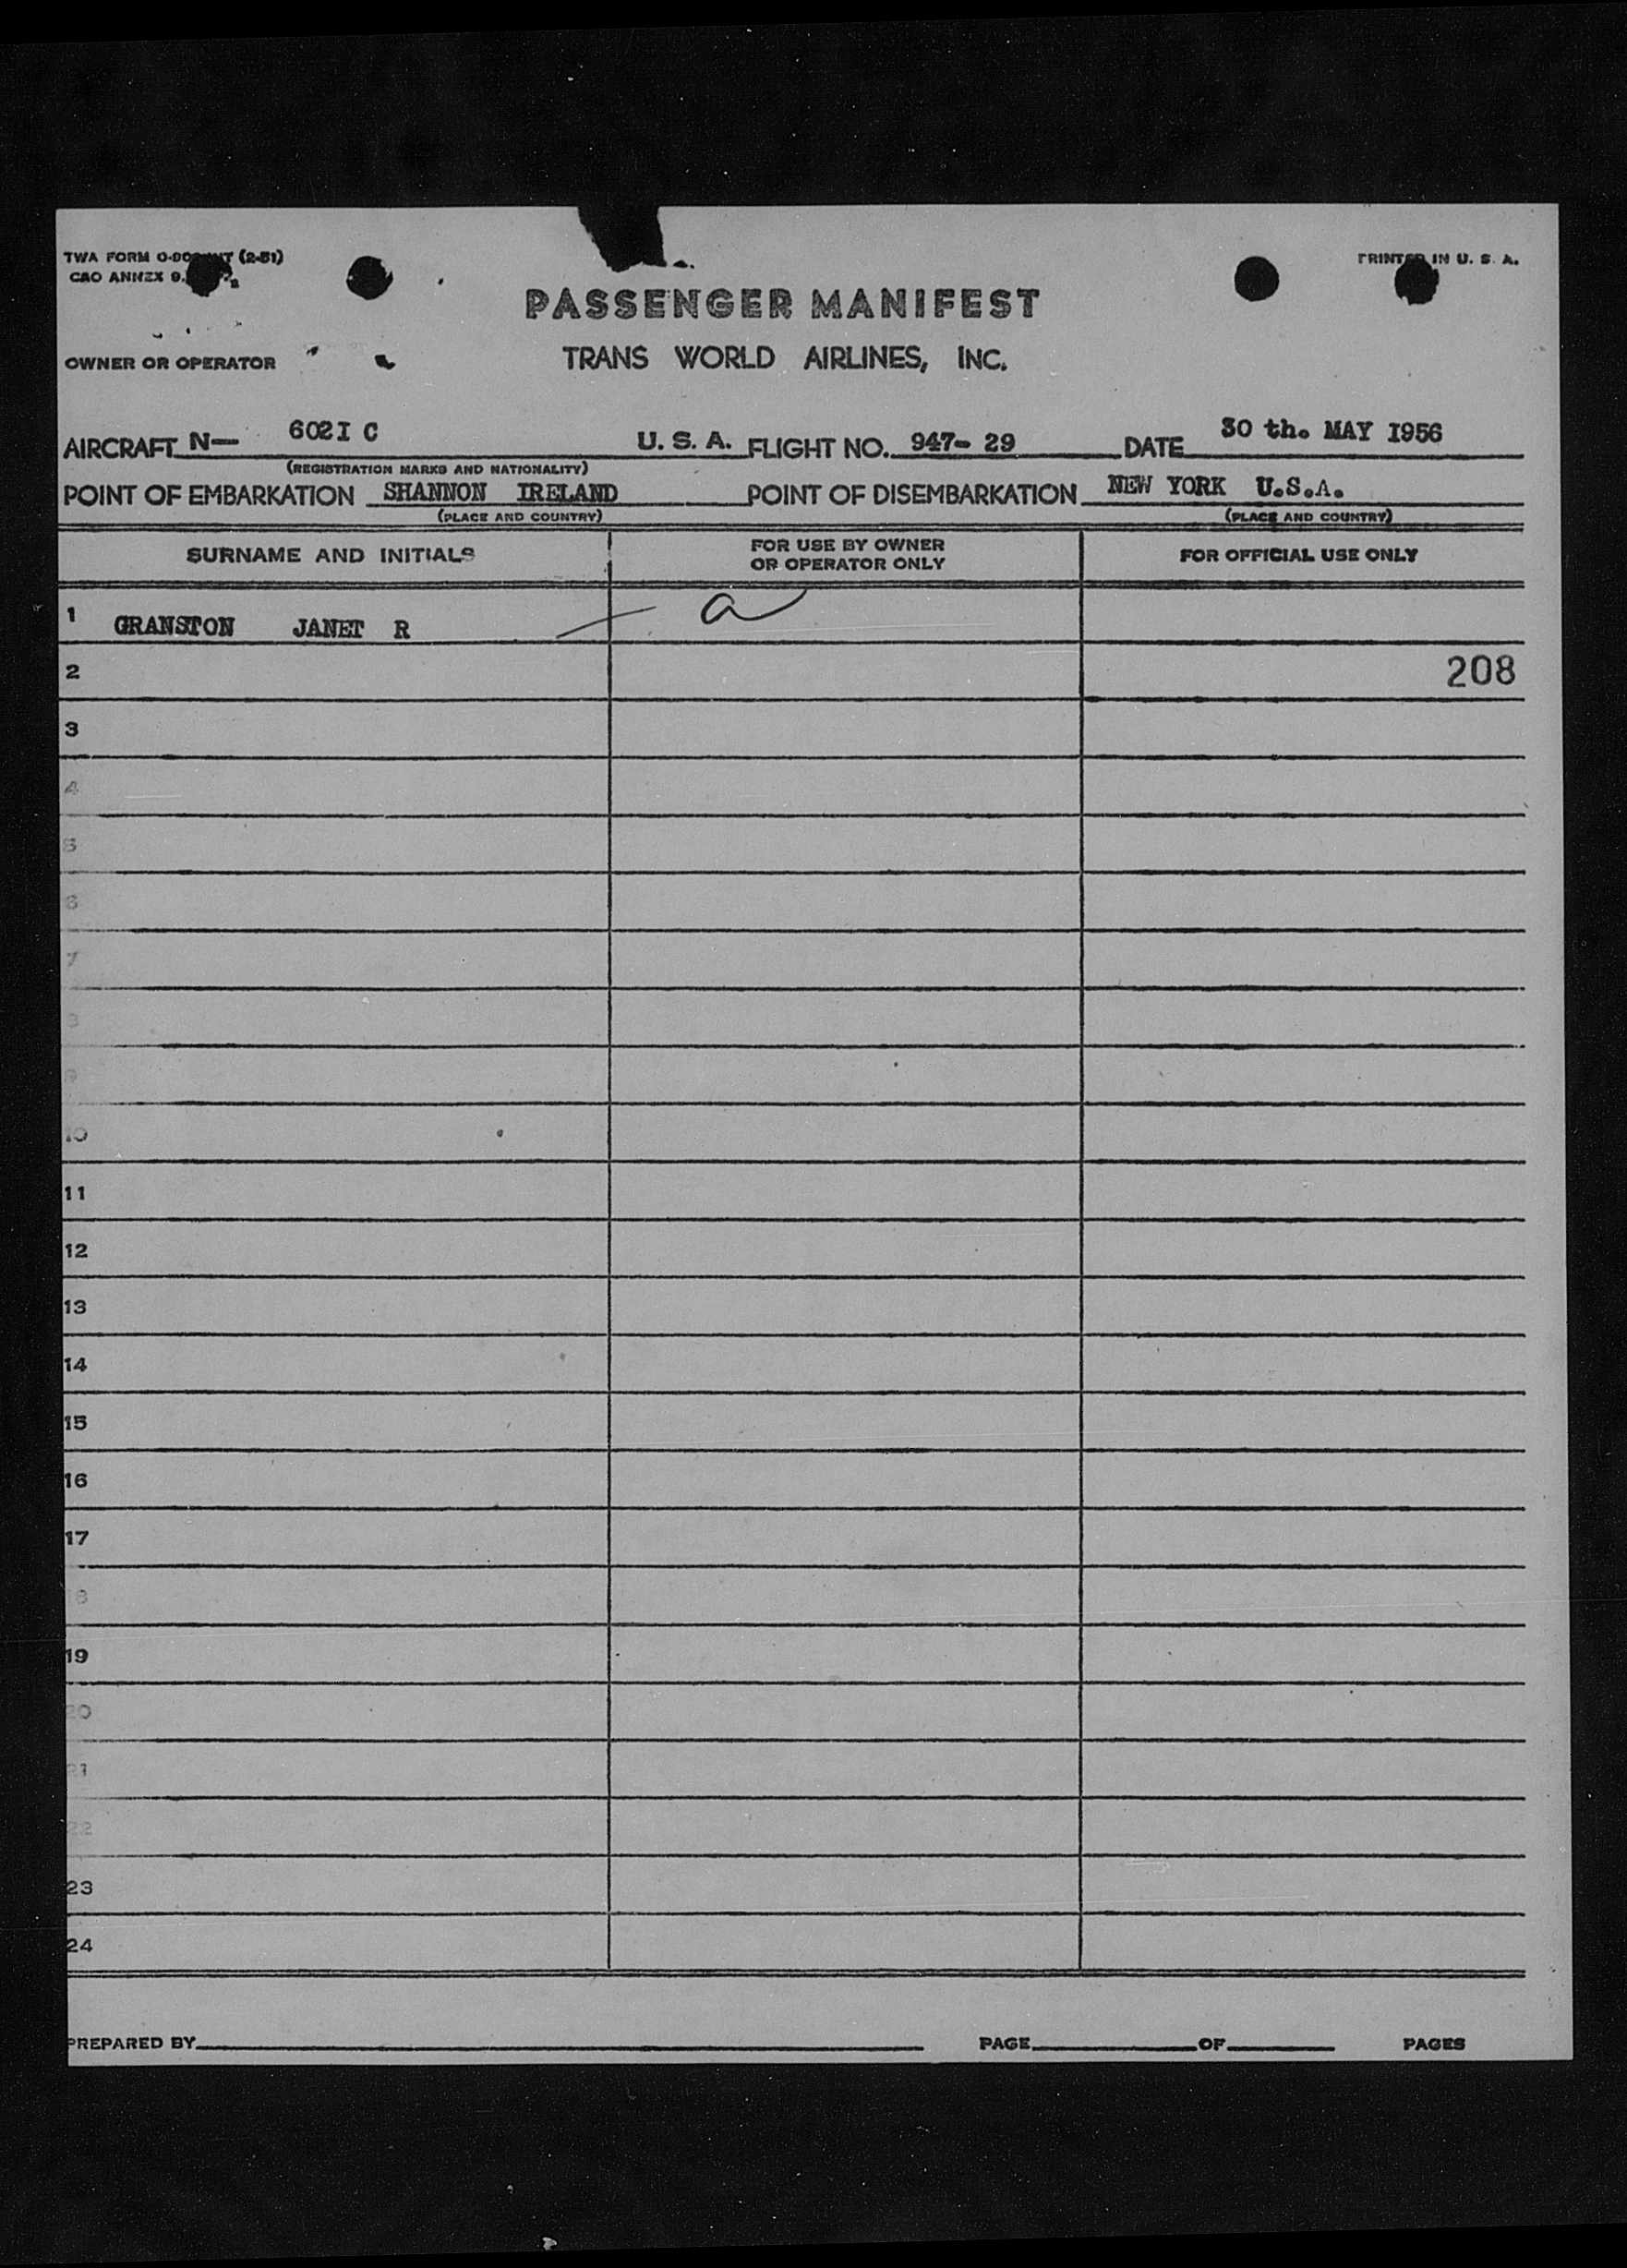 TWA FORM (2-51)
PRINTED IN U. S. A.
PASSENGER MANIFEST
OWNER OR OPERATOR TRANS WORLD AIRLINES, INC.
AIRCRAFT N— 602I C U. S. A. FLIGHT NO. 947- 29 DATE 30 th. MAY I956
(REGISTRATION MARKS AND NATIONALITY)
POINT OF EMBARKATION SHANNON IRELAND POINT OF DISEMBARKATION NEW YORK U.S.A.
(PLACE AND COUNTRY) (PLACE AND COUNTRY)
SURNAME AND INITIALS FOR USE BY OWNER OR OPERATOR ONLY FOR OFFICIAL USE ONLY
1 GRANSTON JANET R a
2 208
3
4
5
6
7
8
9
10
11
12
13
14
15
16
17
8
19
20
21
22
23
24
PREPARED BY PAGE OF PAGES